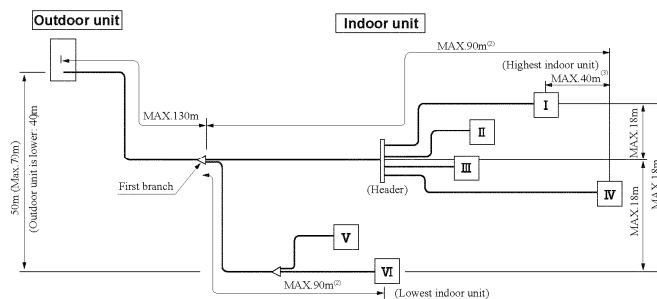 Outdoor unit
Indoor unit
MAX.90m(2)
(Highest indoor unit)
MAX.40m(3)
MAX.130m
I
II
III
IV
(Header)
First branch
50m (Max.70m)
(Outdoor unit is lower: 40m
MAX.18m
MAX.18m
MAX.18m
V
VI
MAX.90m(2)
(Lowest indoor unit)